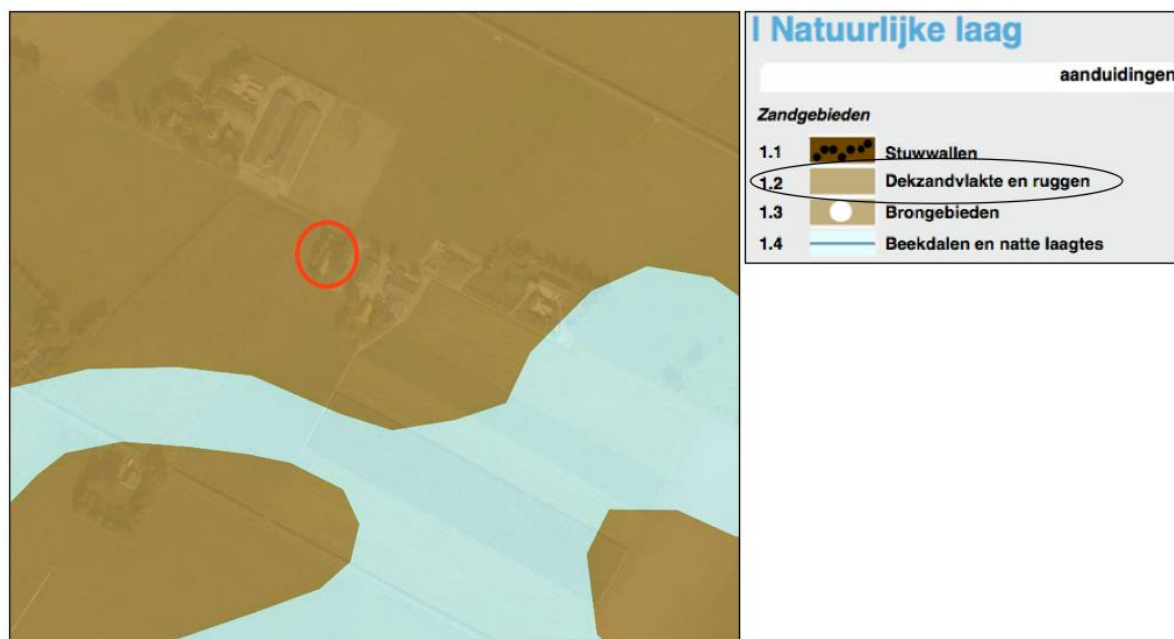 I Natuurlijke laag
aanduidingen
Zandgebieden
1.1 Stuwwallen
1.2 Dekzandvlakte en ruggen
1.3 Brongebieden
1.4 Beekdalen en natte laagtes